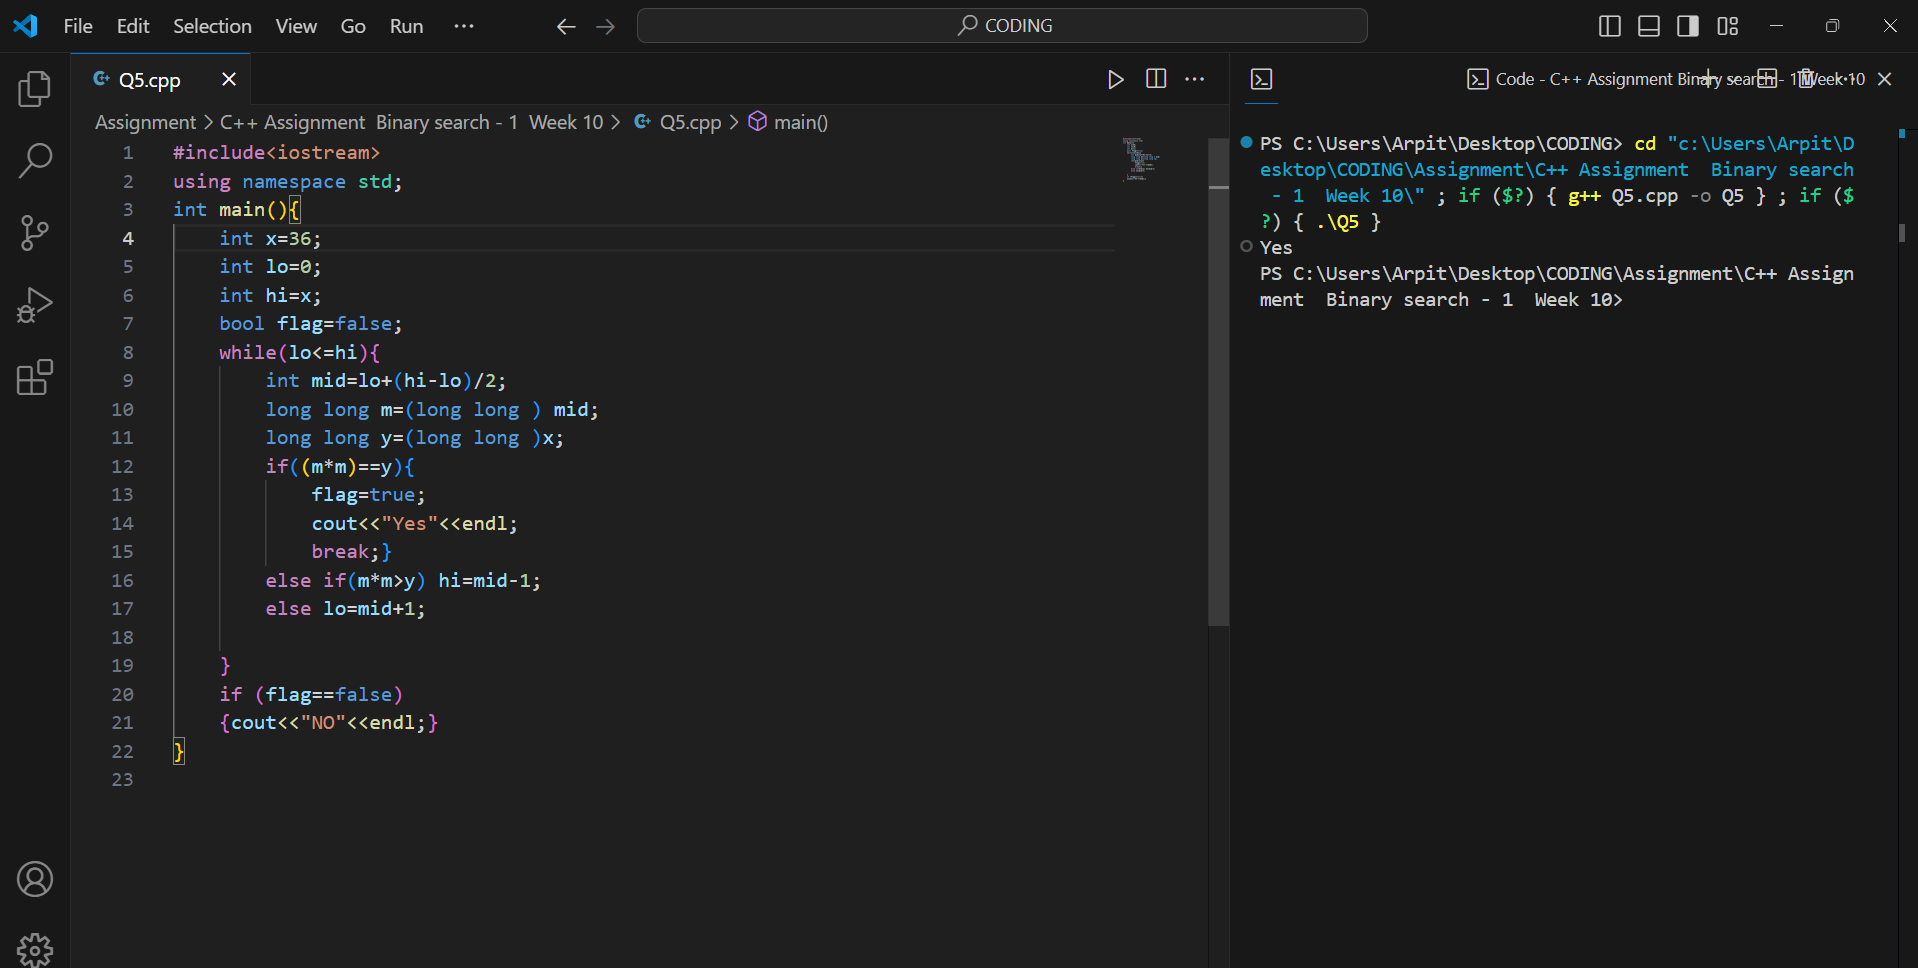 File Edit Selection View Go Run ··· CODING
Q5.cpp
Assignment > C++ Assignment  Binary search - 1  Week 10 > Q5.cpp > main()
1 #include<iostream>
2 using namespace std;
3 int main(){
4     int x=36;
5     int lo=0;
6     int hi=x;
7     bool flag=false;
8     while(lo<=hi){
9         int mid=lo+(hi-lo)/2;
10         long long m=(long long ) mid;
11         long long y=(long long )x;
12         if((m*m)==y){
13             flag=true;
14             cout<<"Yes"<<endl;
15             break;}
16         else if(m*m>y) hi=mid-1;
17         else lo=mid+1;
18
19     }
20     if (flag==false)
21     {cout<<"NO"<<endl;}
22 }
23
Code - C++ Assignment Binary search - 1 Week 10
PS C:\Users\Arpit\Desktop\CODING> cd "c:\Users\Arpit\D
esktop\CODING\Assignment\C++ Assignment  Binary search
 - 1  Week 10\" ; if ($?) { g++ Q5.cpp -o Q5 } ; if ($
?) { .\Q5 }
Yes
PS C:\Users\Arpit\Desktop\CODING\Assignment\C++ Assign
ment  Binary search - 1  Week 10>